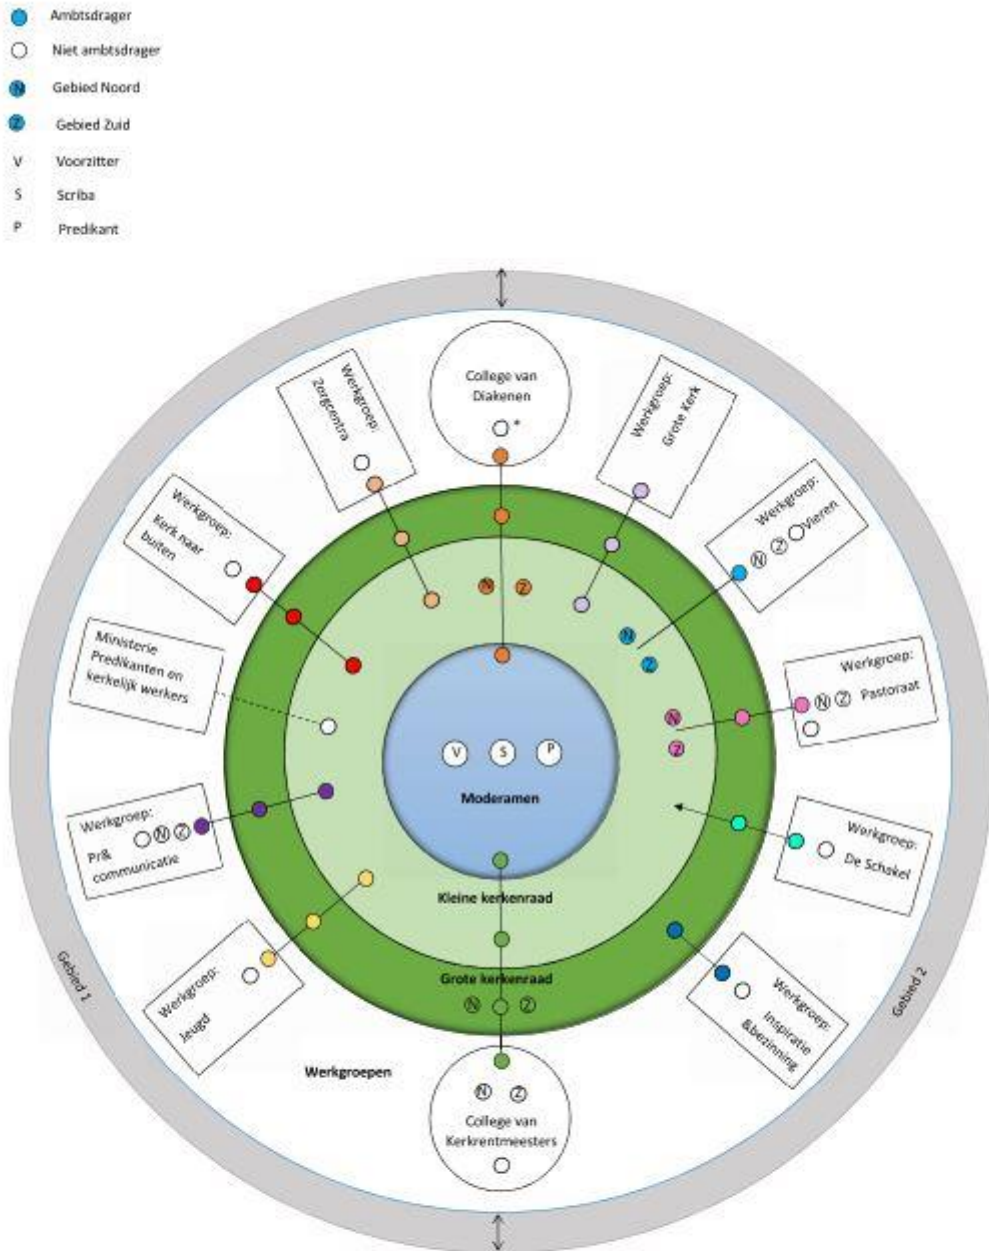 Ambtsdrager
Niet ambtsdrager
N Gebied Noord
Z Gebied Zuid
V Voorzitter
S Scriba
P Predikant
College van
Diakenen
*
Werkgroep:
Grote Kerk
Werkgroep:
N Z Vieren
Werkgroep:
N Z Pastoraat
Werkgroep:
De Schakel
Werkgroep:
Inspiratie
&bezinning
N Z
College van
Kerkrentmeesters
Werkgroep:
Jeugd
Werkgroep:
N Z
Pr&
communicatie
Ministerie
Predikanten en
kerkelijk werkers
Werkgroep:
Kerk naar
buiten
Werkgroep:
Zorgcentra
N Z
N
Z
N
Z
V S P
Moderamen
Kleine kerkenraad
Grote kerkenraad
N Z
Werkgroepen
Gebied 1
Gebied 2